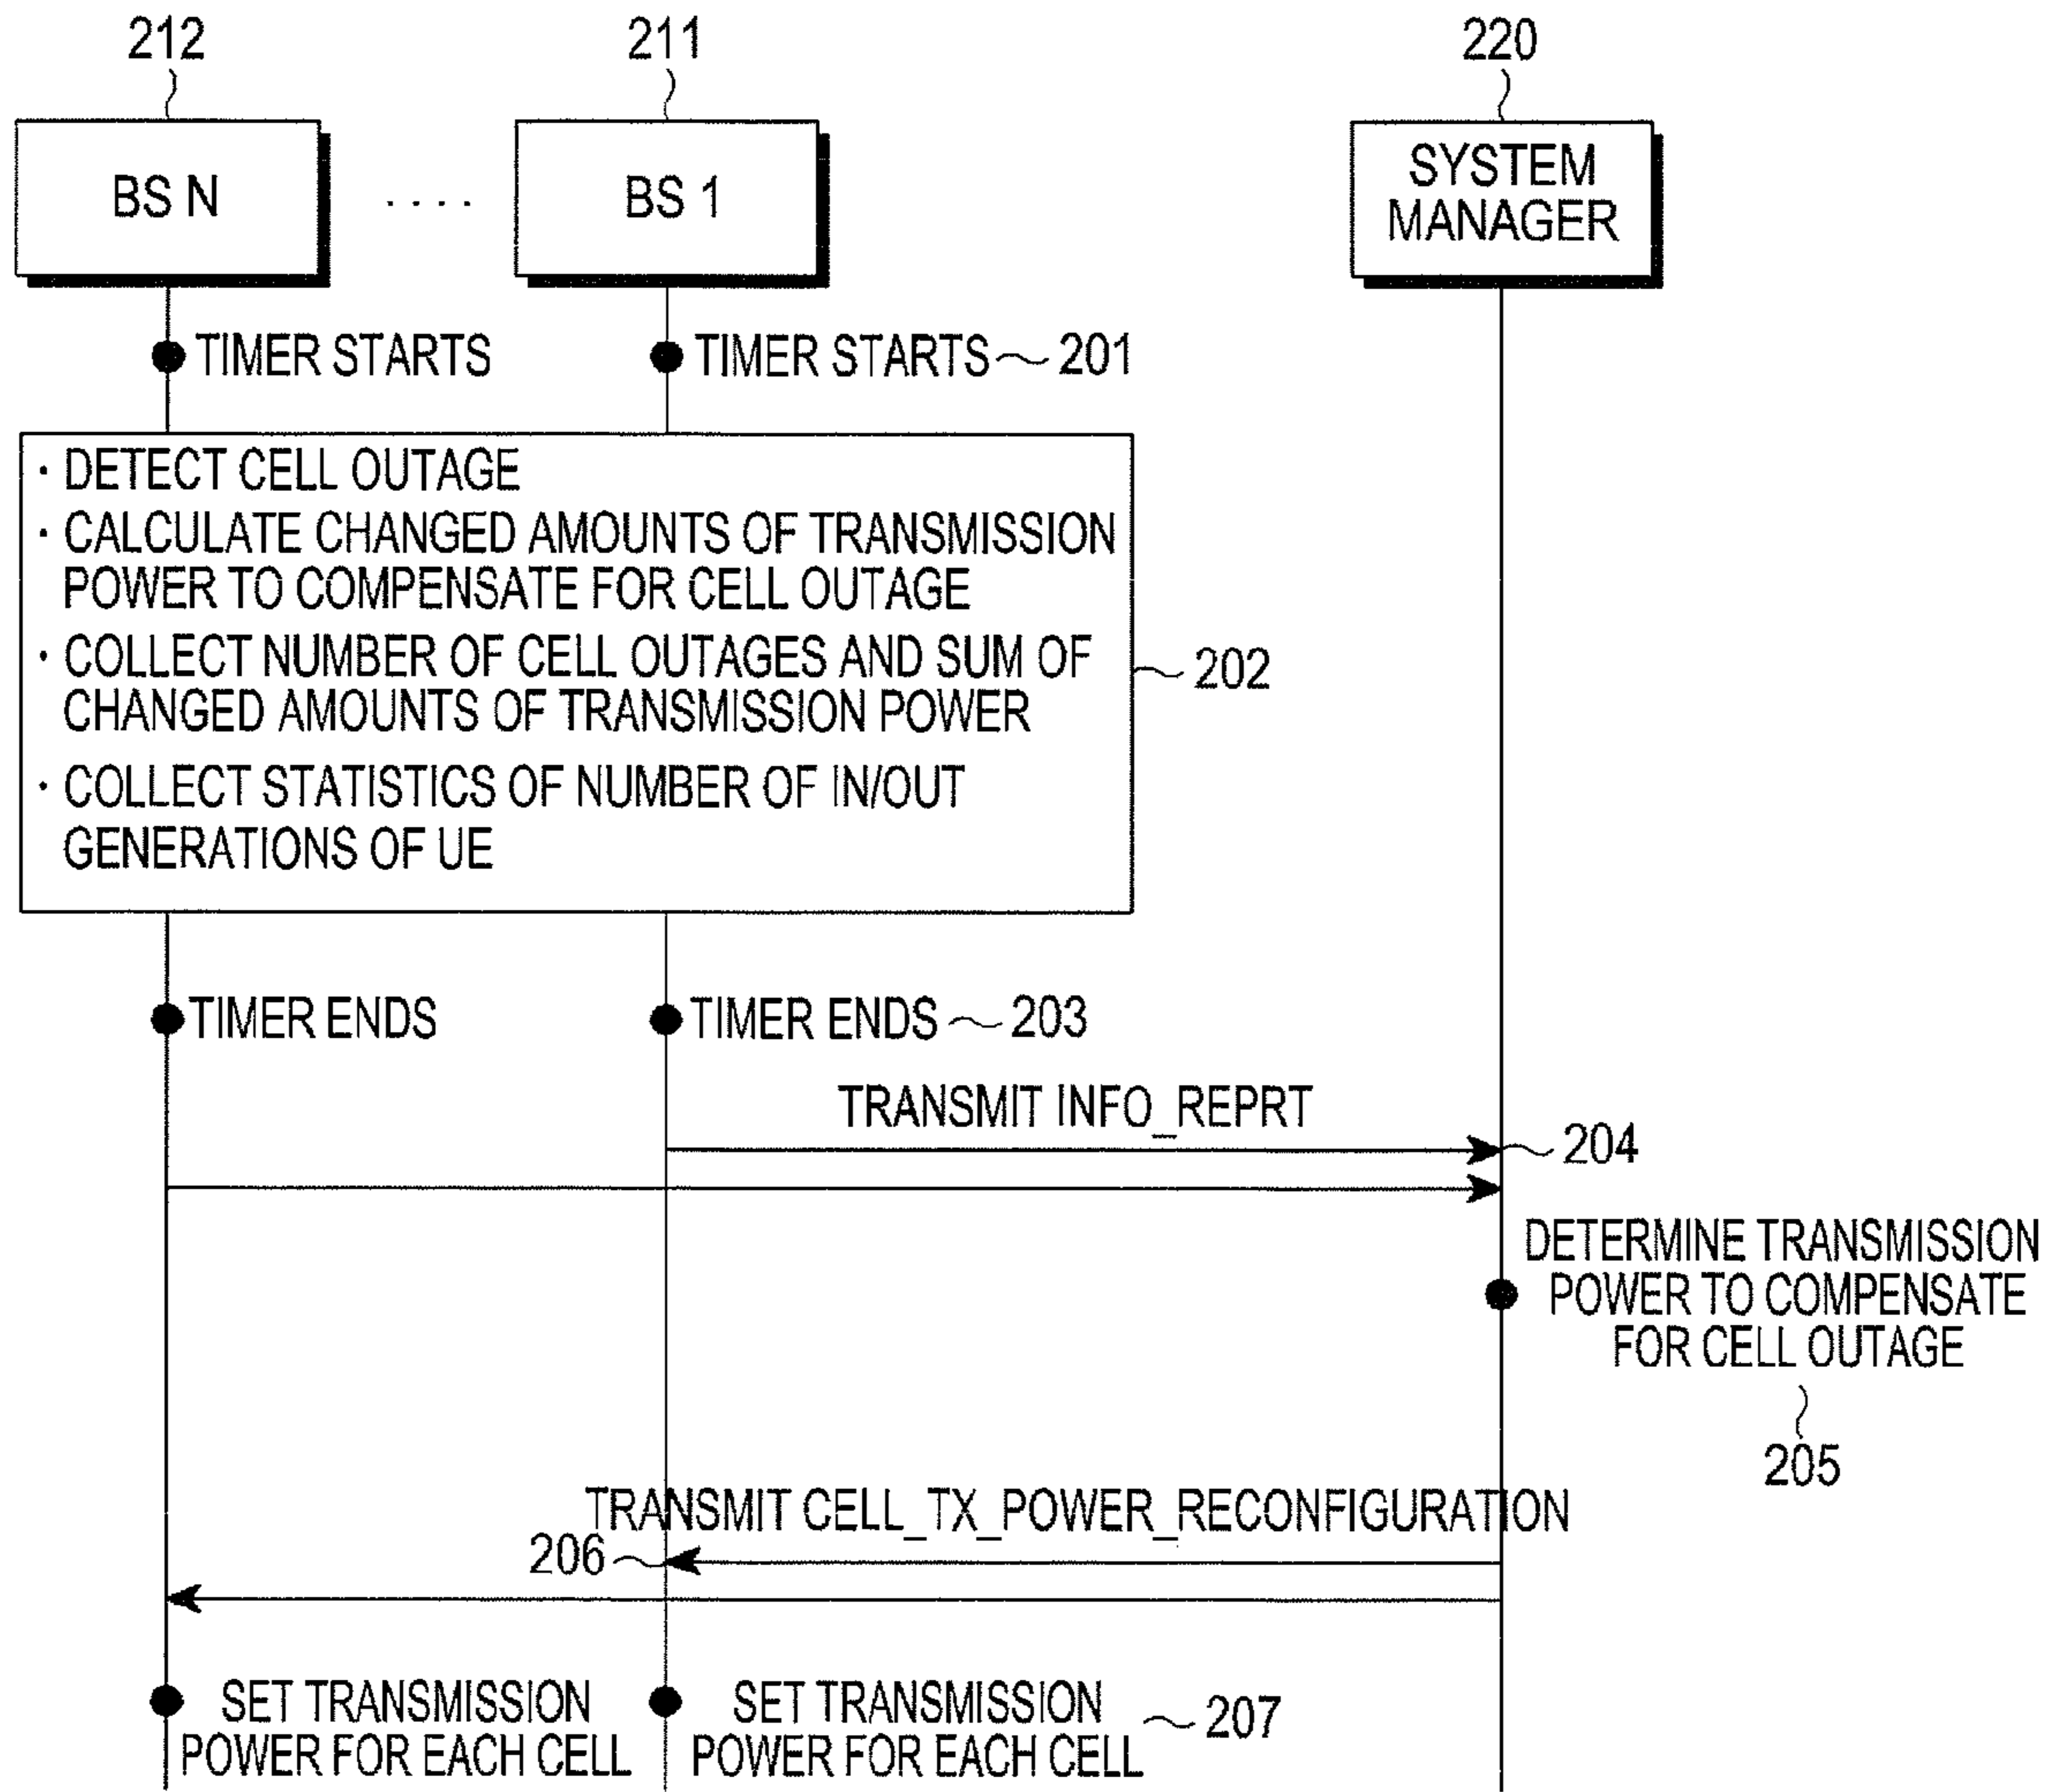 212
211
220
BS N
. . . .
BS 1
SYSTEM
MANAGER
TIMER STARTS
TIMER STARTS
201
· DETECT CELL OUTAGE
· CALCULATE CHANGED AMOUNTS OF TRANSMISSION
POWER TO COMPENSATE FOR CELL OUTAGE
· COLLECT NUMBER OF CELL OUTAGES AND SUM OF
CHANGED AMOUNTS OF TRANSMISSION POWER
· COLLECT STATISTICS OF NUMBER OF IN/OUT
GENERATIONS OF UE
202
TIMER ENDS
TIMER ENDS
203
TRANSMIT INFO_REPRT
204
DETERMINE TRANSMISSION
POWER TO COMPENSATE
FOR CELL OUTAGE
205
TRANSMIT CELL_TX_POWER_RECONFIGURATION
206
SET TRANSMISSION
POWER FOR EACH CELL
SET TRANSMISSION
POWER FOR EACH CELL
207